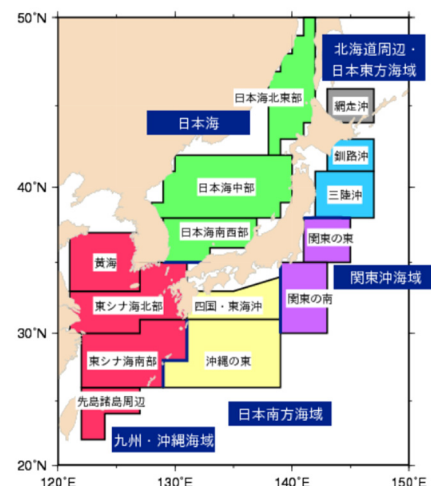 50°N
北海道周辺・
日本東方海域
日本海北東部
網走沖
日本海
釧路沖
40°N
日本海中部
三陸沖
日本海南西部
関東の東
黄海
関東沖海域
東シナ海北部
四国・東海沖
関東の南
30°N
東シナ海南部
沖縄の東
先島諸島周辺
日本南方海域
九州・沖縄海域
20°N
120°E
130°E
140°E
150°E